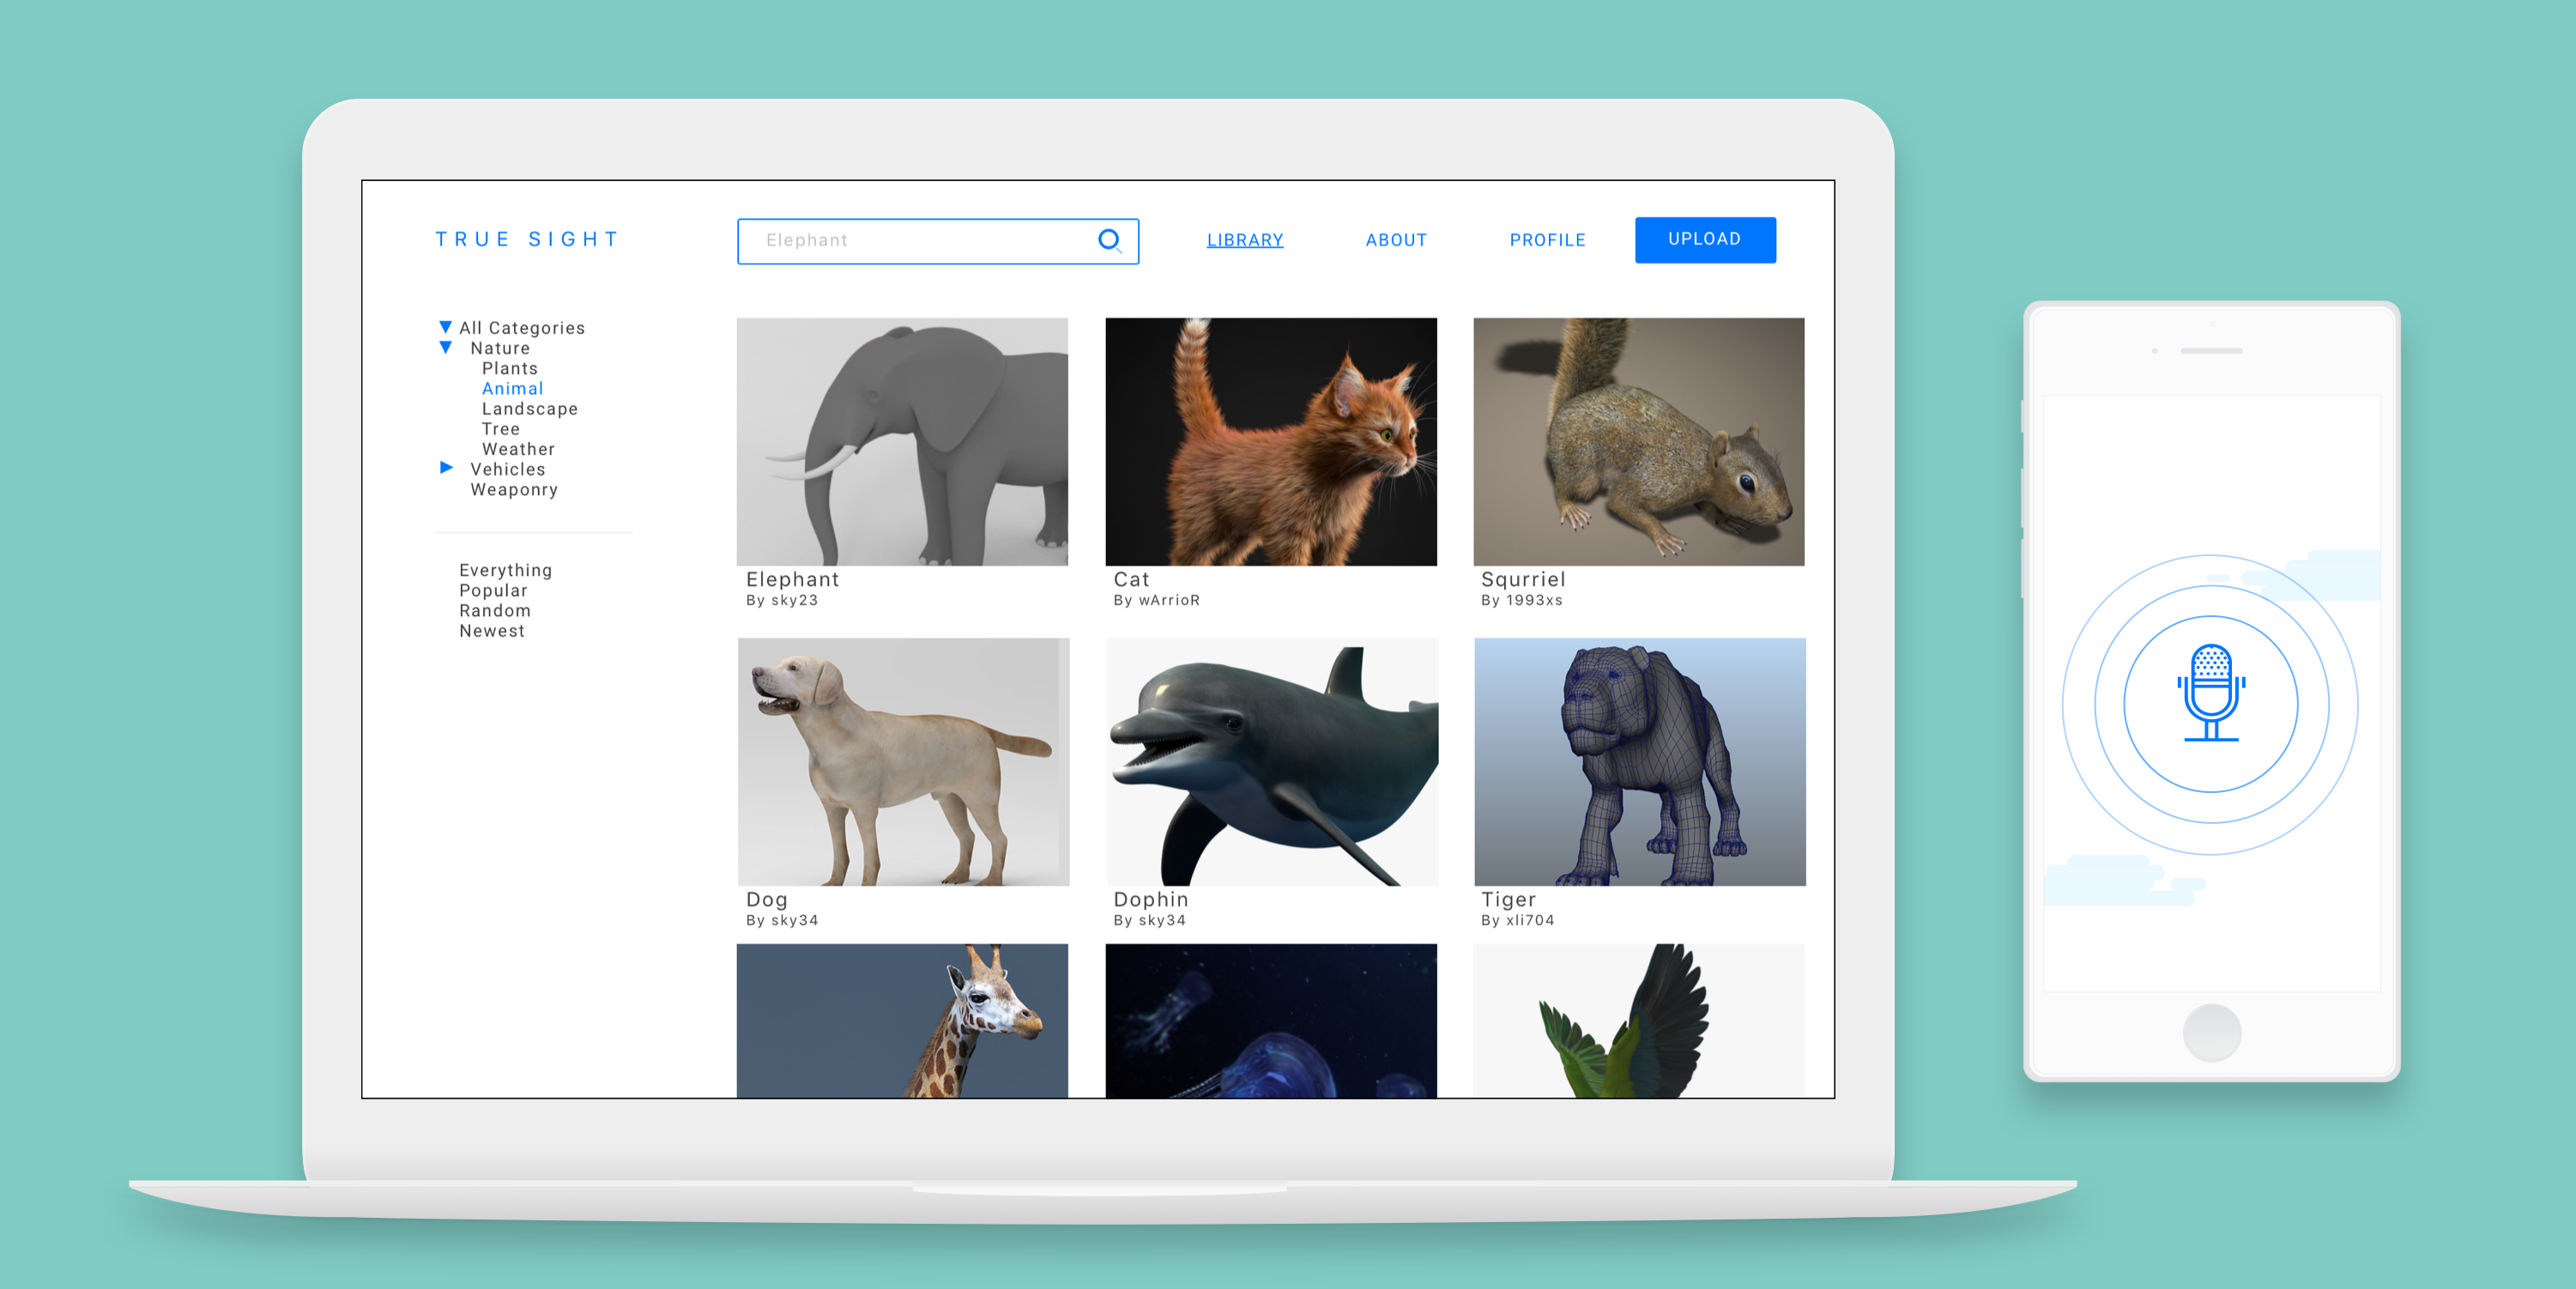 TRUE SIGHT
Elephant
LIBRARY
ABOUT
PROFILE
UPLOAD
All Categories
Nature
Plants
Animal
Landscape
Tree
Weather
Vehicles
Weaponry
Everything
Popular
Random
Newest
Elephant
By sky23
Cat
By wArrioR
Squrriel
By 1993xs
Dog
By sky34
Dophin
By sky34
Tiger
By xli704